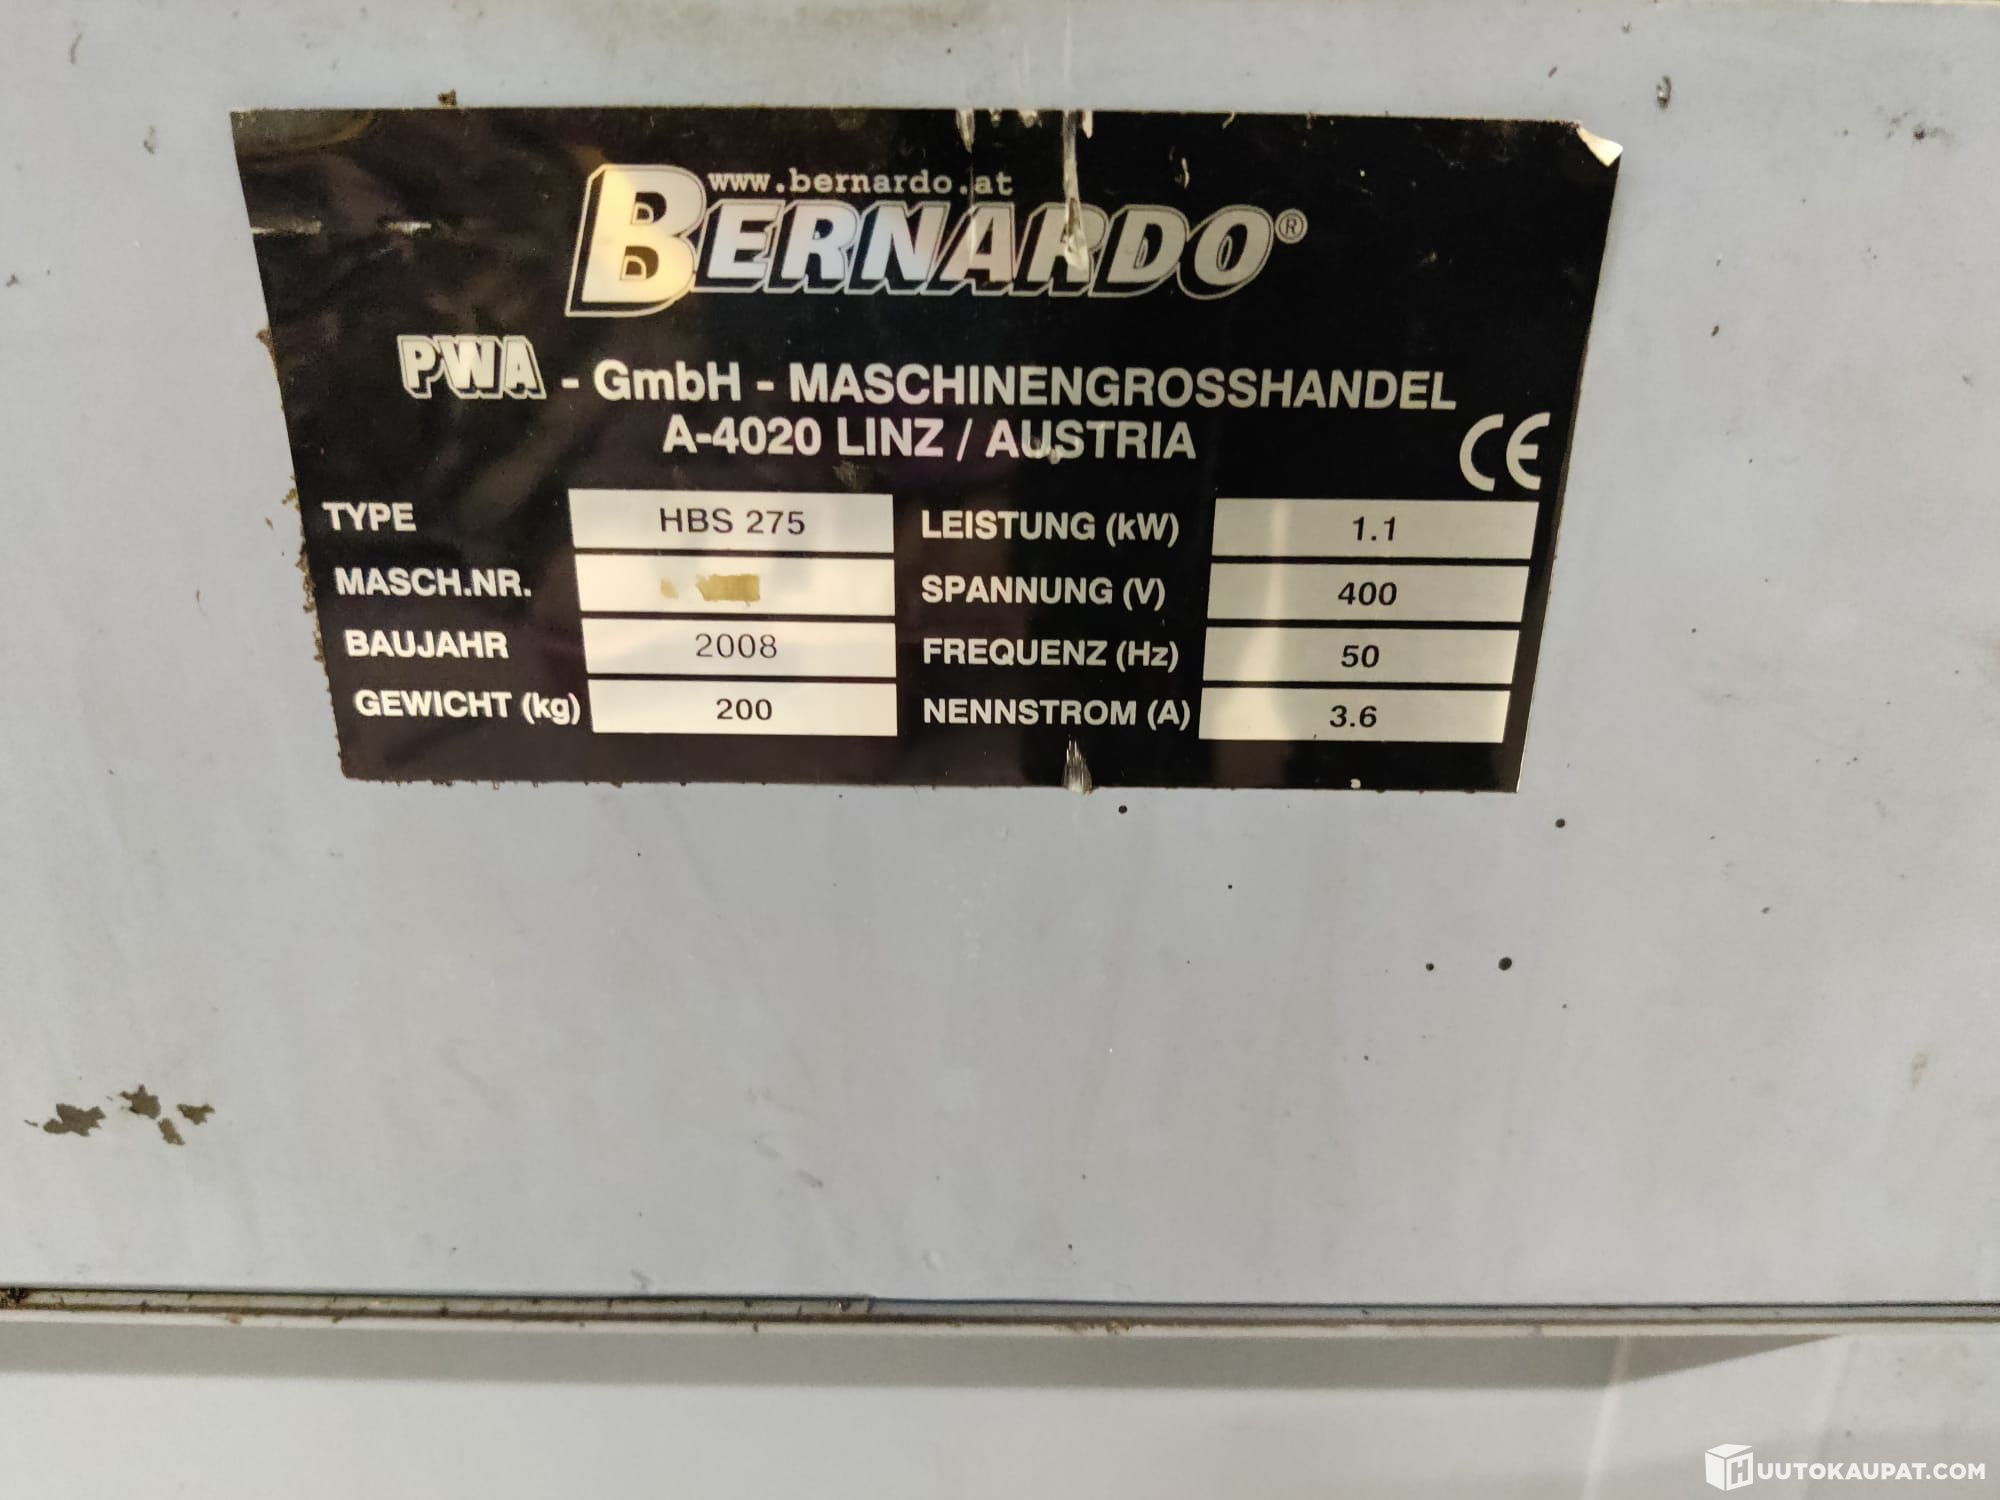 www.bernardo.at
BERNARDO®
PWA - GmbH - MASCHINENGROSSHANDEL
A-4020 LINZ / AUSTRIA
CE
TYPE HBS 275 LEISTUNG (kW) 1.1
MASCH.NR. SPANNUNG (V) 400
BAUJAHR 2008 FREQUENZ (Hz) 50
GEWICHT (kg) 200 NENNSTROM (A) 3.6
HUUTOKAUPAT.COM